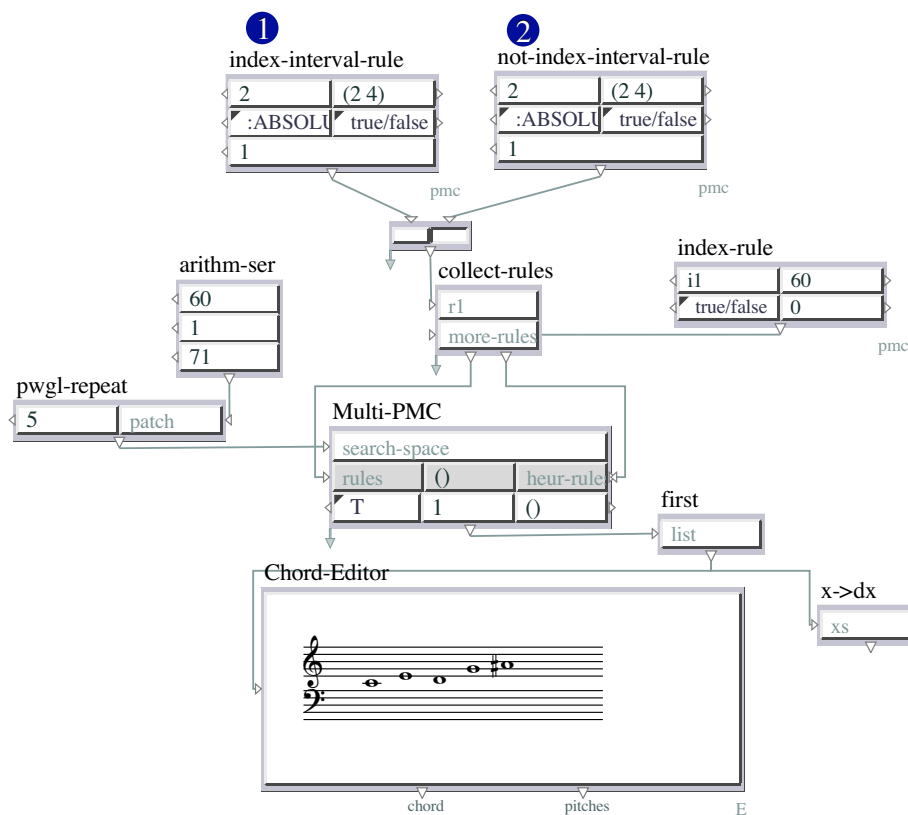 1
2
index-interval-rule
not-index-interval-rule
2 (2 4)
2 (2 4)
:ABSOLU true/false
:ABSOLU true/false
1
1
pmc
pmc
arithm-ser
60
1
71
collect-rules
r1
more-rules
index-rule
i1 60
true/false 0
pmc
pwgl-repeat
5 patch
Multi-PMC
search-space
rules () heur-rule
T 1 ()
first
list
Chord-Editor
x->dx
xs
chord
pitches
E